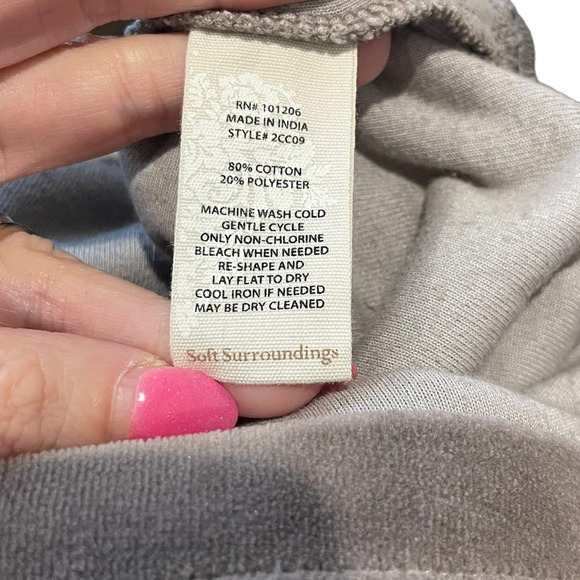 RN# 101206
MADE IN INDIA
STYLE# 2CC09
80% COTTON
20% POLYESTER
MACHINE WASH COLD
GENTLE CYCLE
ONLY NON-CHLORINE
BLEACH WHEN NEEDED
RE-SHAPE AND
LAY FLAT TO DRY
COOL IRON IF NEEDED
MAY BE DRY CLEANED
Soft Surroundings